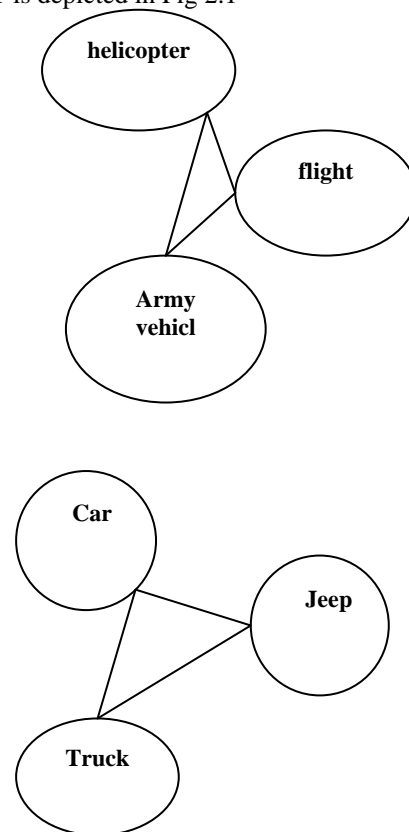 is depicted in Fig 2.1
helicopter
flight
Army
vehicl
Car
Jeep
Truck